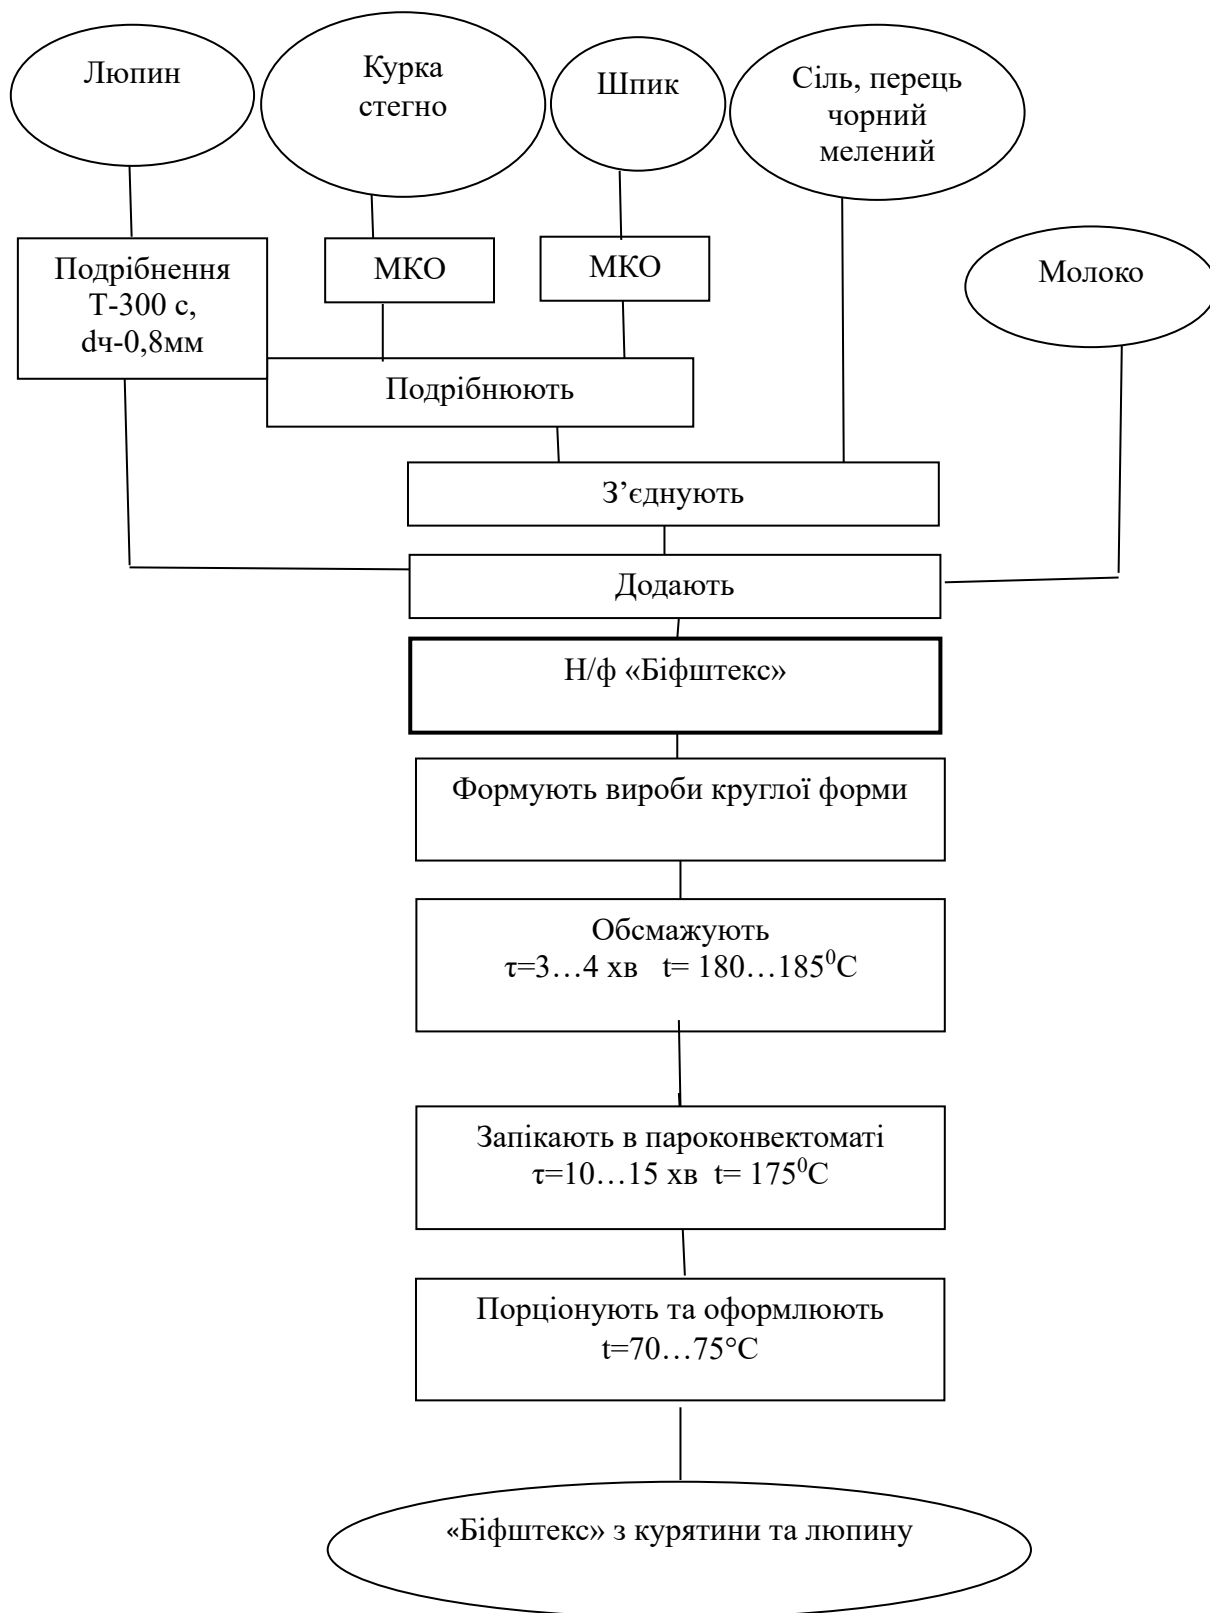 Люпин
Курка
стегно
Шпик
Сіль, перець
чорний
мелений
Молоко
Подрібнення
Т-300 с,
dч-0,8мм
МКО
МКО
Подрібнюють
З’єднують
Додають
Н/ф «Біфштекс»
Формують вироби круглої форми
Обсмажують
τ=3…4 хв t= 180…185⁰С
Запікають в пароконвектоматі
τ=10…15 хв t= 175⁰С
Порціонують та оформлюють
t=70…75°С
«Біфштекс» з курятини та люпину